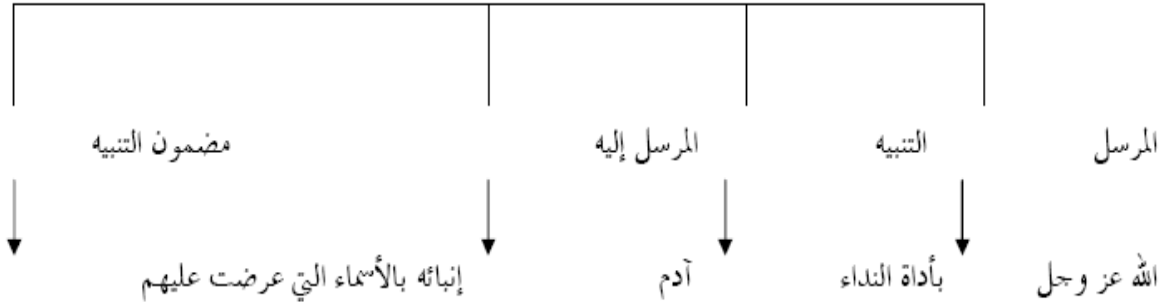 المرسل التنبيه المرسل إليه مضمون التنبيه
الله عز وجل بأداة النداء آدم إنبائه بالأسماء التي عرضت عليهم